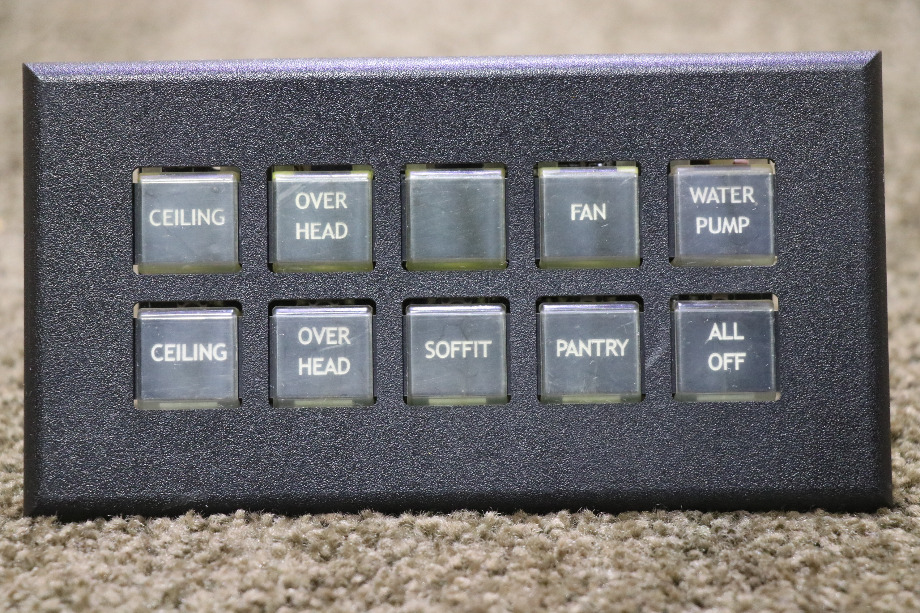 CEILING
OVER
HEAD
FAN
WATER
PUMP
CEILING
OVER
HEAD
SOFFIT
PANTRY
ALL
OFF